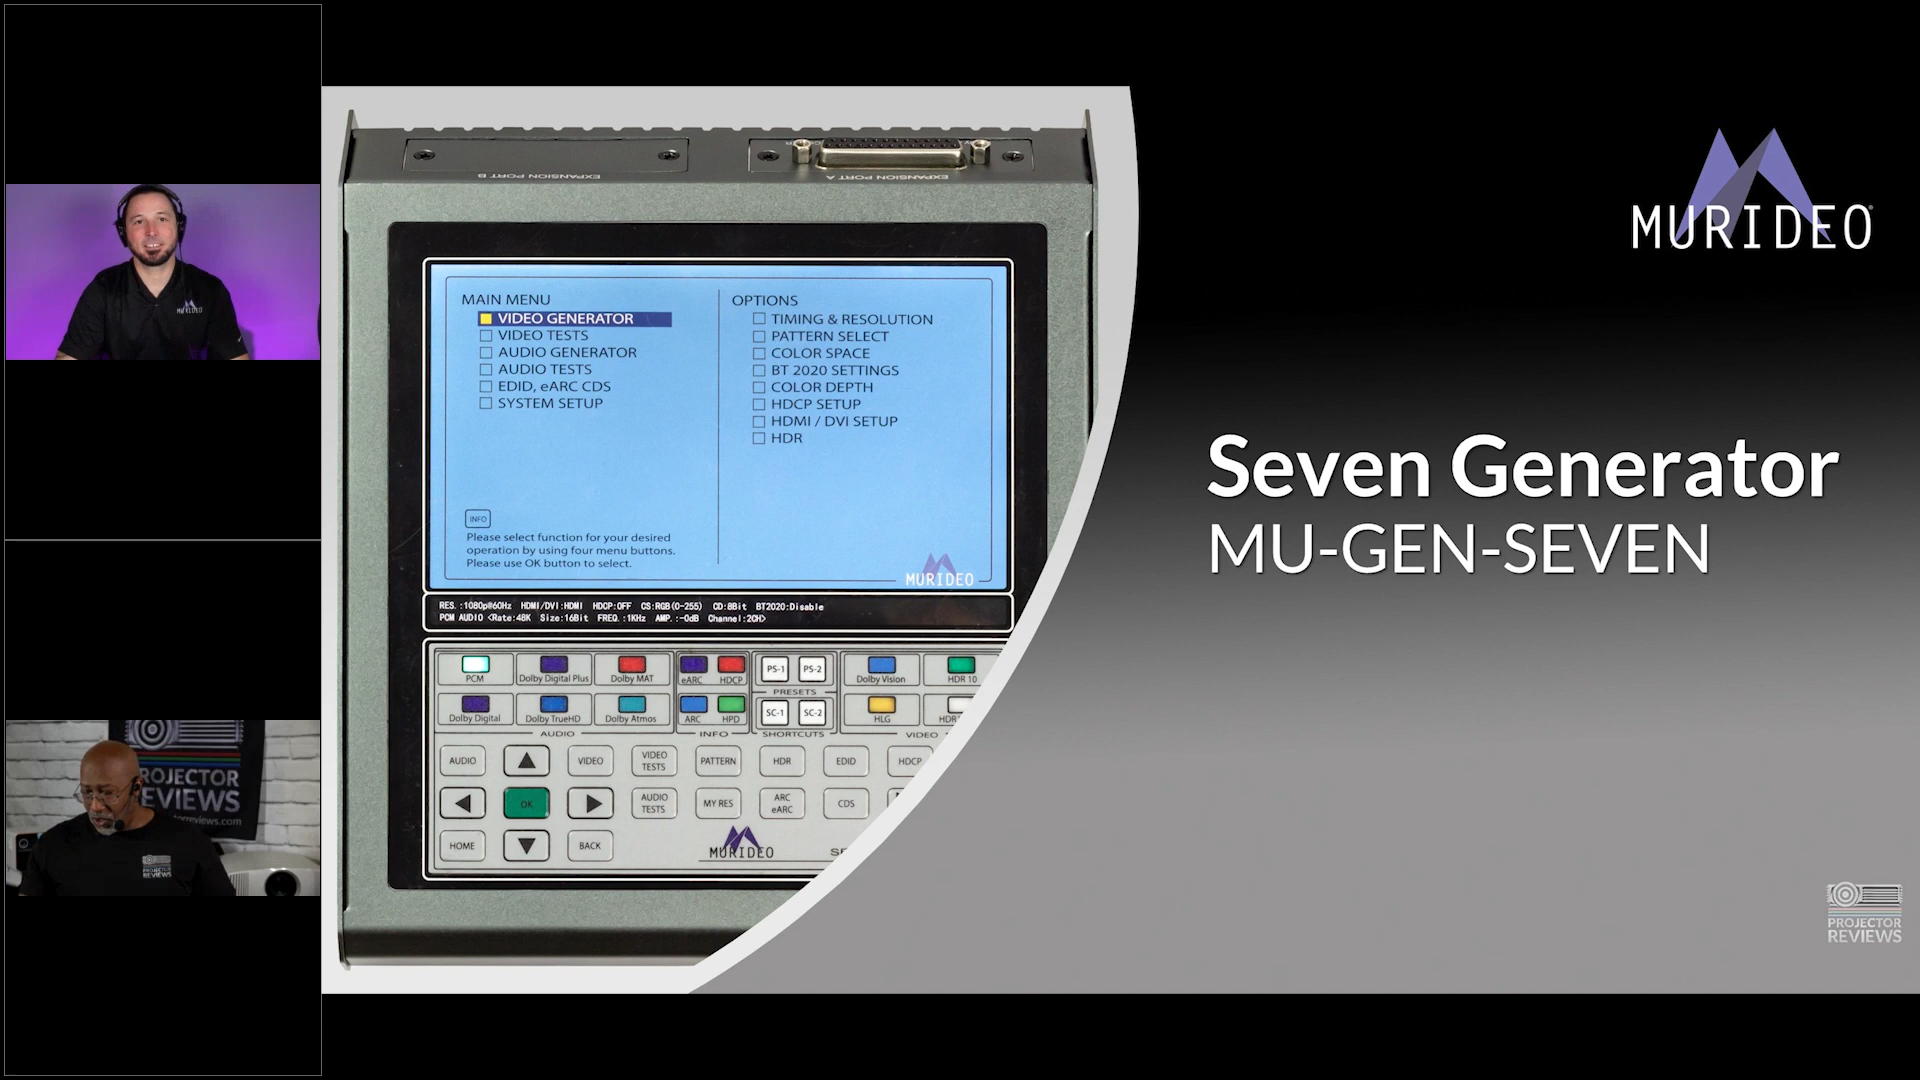 MURIDEO
PROJECTOR
REVIEWS
PROJECTOR
REVIEWS
EXPANSION PORT B
EXPANSION PORT A
MAIN MENU
VIDEO GENERATOR
VIDEO TESTS
AUDIO GENERATOR
AUDIO TESTS
EDID, eARC CDS
SYSTEM SETUP
OPTIONS
TIMING & RESOLUTION
PATTERN SELECT
COLOR SPACE
BT 2020 SETTINGS
COLOR DEPTH
HDCP SETUP
HDMI / DVI SETUP
HDR
INFO
Please select function for your desired
operation by using four menu buttons.
Please use OK button to select.
MURIDEO
RES.:1080p@60Hz HDMI/DVI:HDMI HDCP:OFF CS:RGB(0-255) CD:8Bit BT2020:Disable
PCM AUDIO <Rate:48K Size:16Bit FREQ.:1KHz AMP.:-0dB Channel:2CH>
PCM Dolby Digital Plus Dolby MAT eARC HDCP PS-1 PS-2 Dolby Vision HDR 10
PRESETS
Dolby Digital Dolby TrueHD Dolby Atmos ARC HPD SC-1 SC-2 HLG
AUDIO INFO SHORTCUTS VIDEO
AUDIO VIDEO VIDEO TESTS PATTERN HDR EDID HDCP
OK AUDIO TESTS MY RES ARC eARC CDS
HOME BACK
MURIDEO
MURIDEO
Seven Generator
MU-GEN-SEVEN
PROJECTOR
REVIEWS